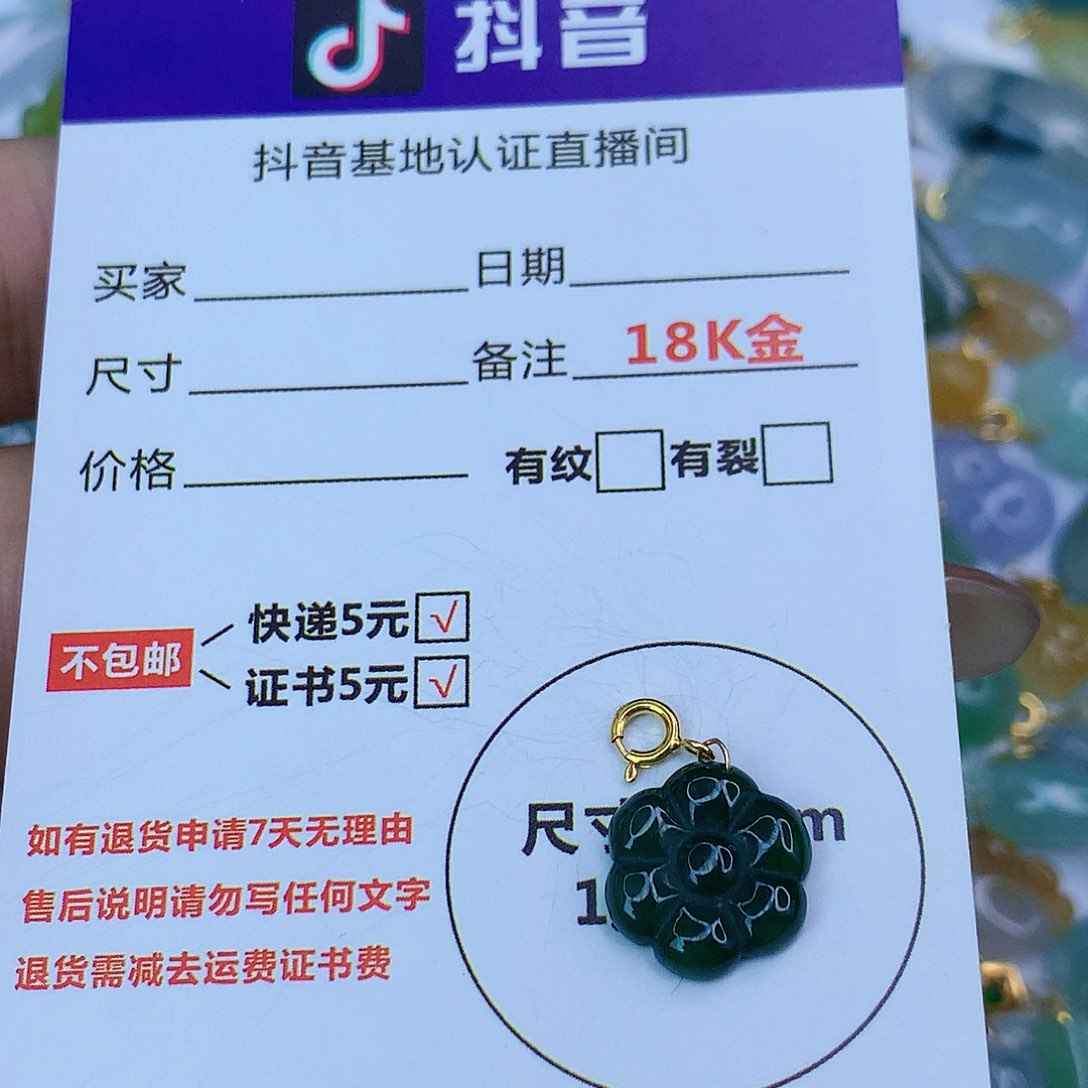 抖音
抖音基地认证直播间
买家 日期
尺寸 备注 18K金
价格 有纹 有裂
不包邮
快递5元 √
证书5元 √
如有退货申请7天无理由
售后说明请勿写任何文字
退货需减去运费证书费
尺 m
1